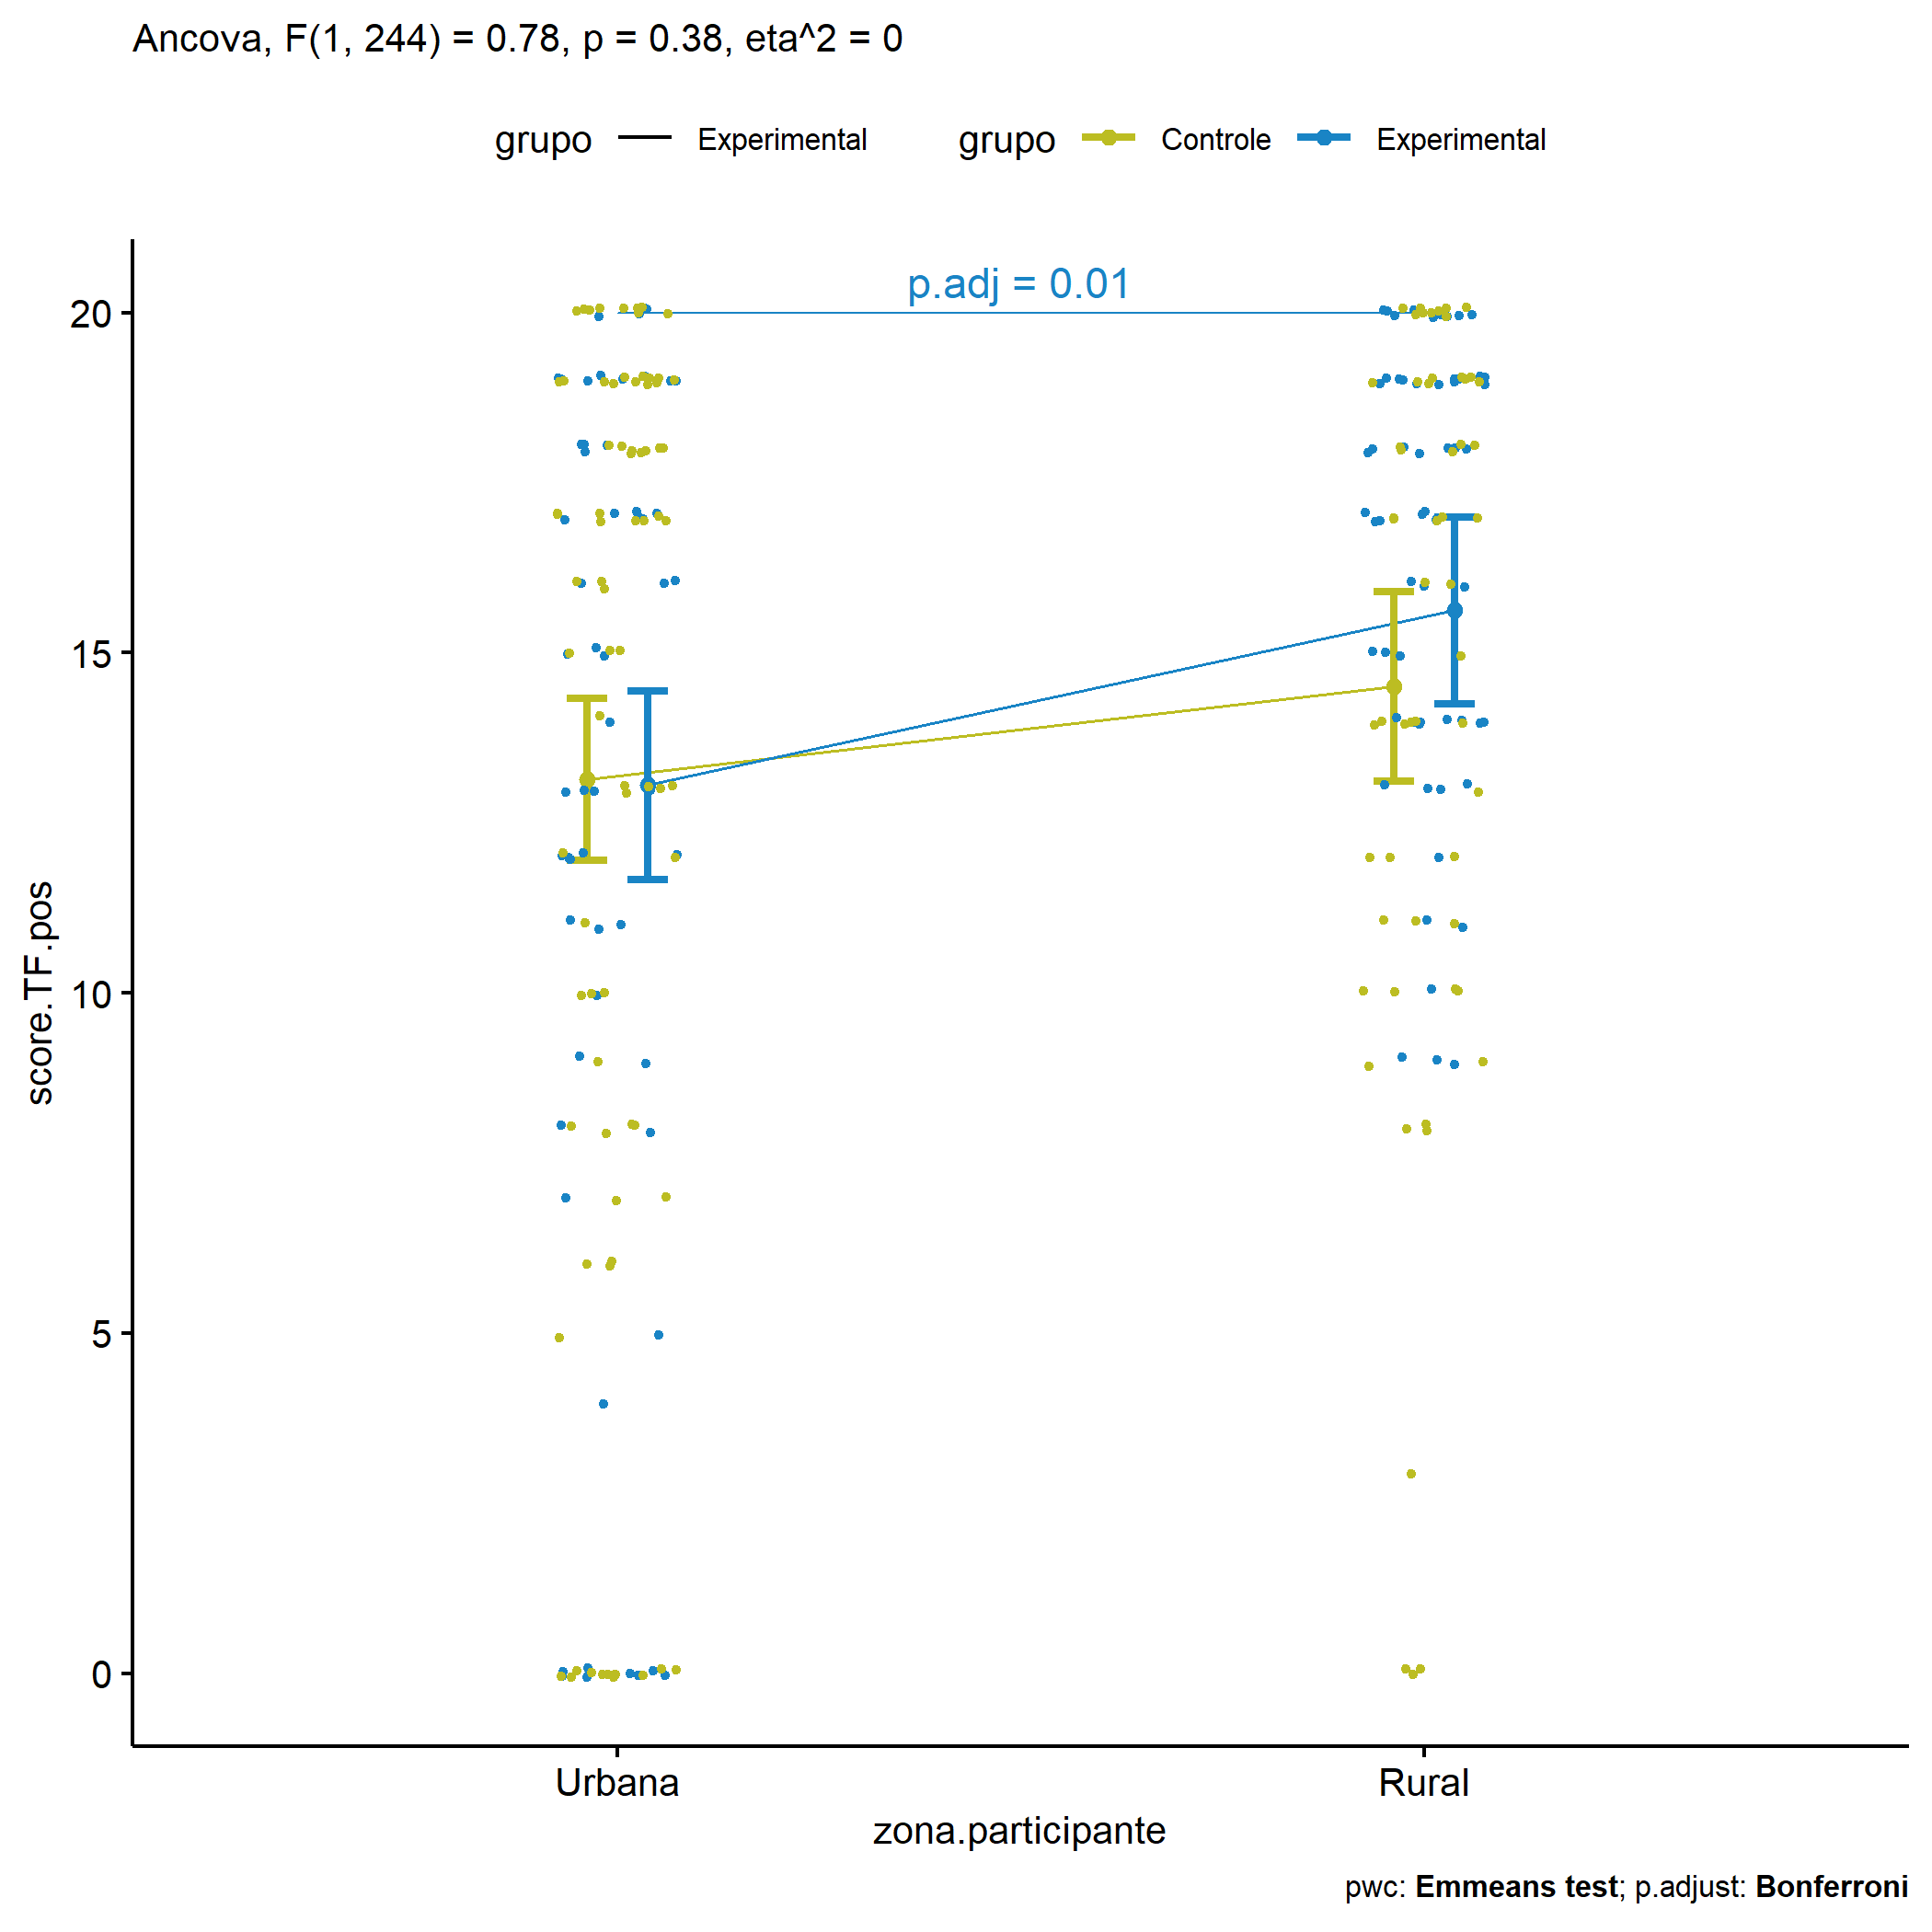 Ancova, F(1, 244) = 0.78, p = 0.38, eta^2 = 0
grupo Experimental grupo Controle Experimental
p.adj = 0.01
20
15
10
5
0
score.TF.pos
Urbana Rural
zona.participante
pwc: Emmeans test; p.adjust: Bonferroni